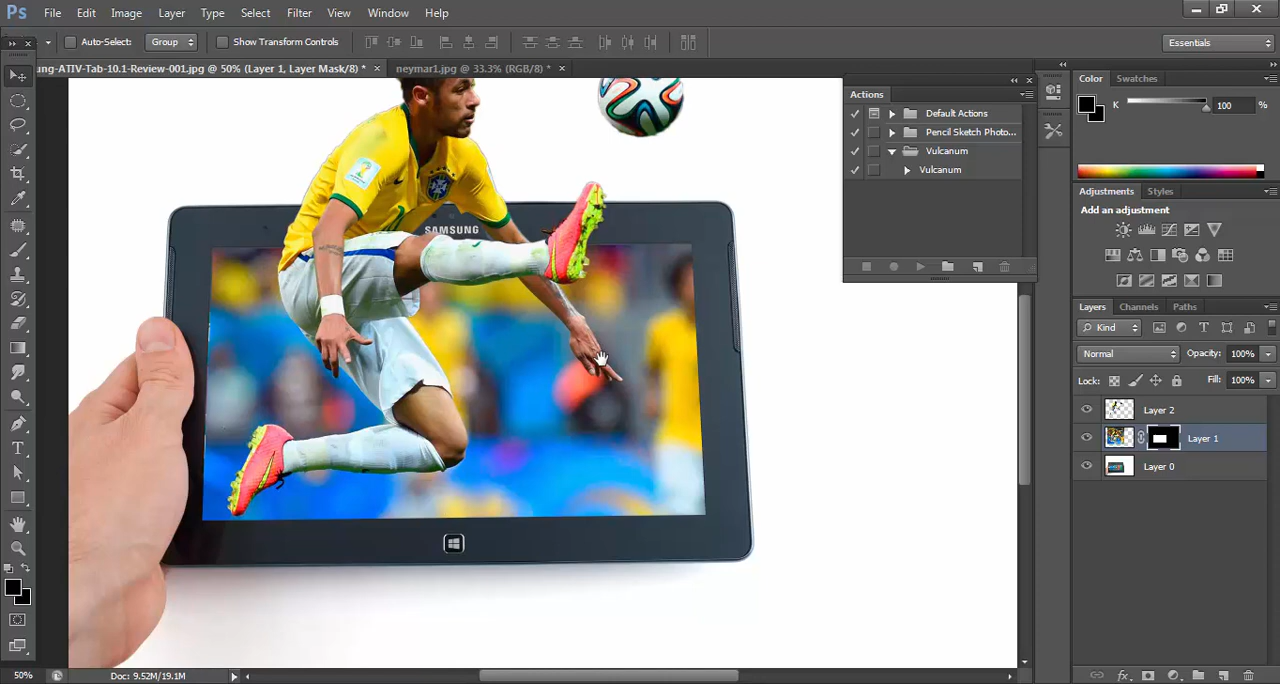 Ps File Edit Image Layer Type Select Filter View Window Help
Auto-Select: Group Show Transform Controls Essentials
ung-ATIV-Tab-10.1-Review-001.jpg @ 50% (Layer 1, Layer Mask/8) * × neymar1.jpg @ 33.3% (RGB/8) * ×
Actions
Default Actions
Pencil Sketch Photo...
Vulcanum
Vulcanum
Color Swatches
K 100 %
Adjustments Styles
Add an adjustment
Layers Channels Paths
Kind
Normal Opacity: 100%
Lock: Fill: 100%
Layer 2
Layer 1
Layer 0
SAMSUNG
50% Doc: 9.52M/19.1M